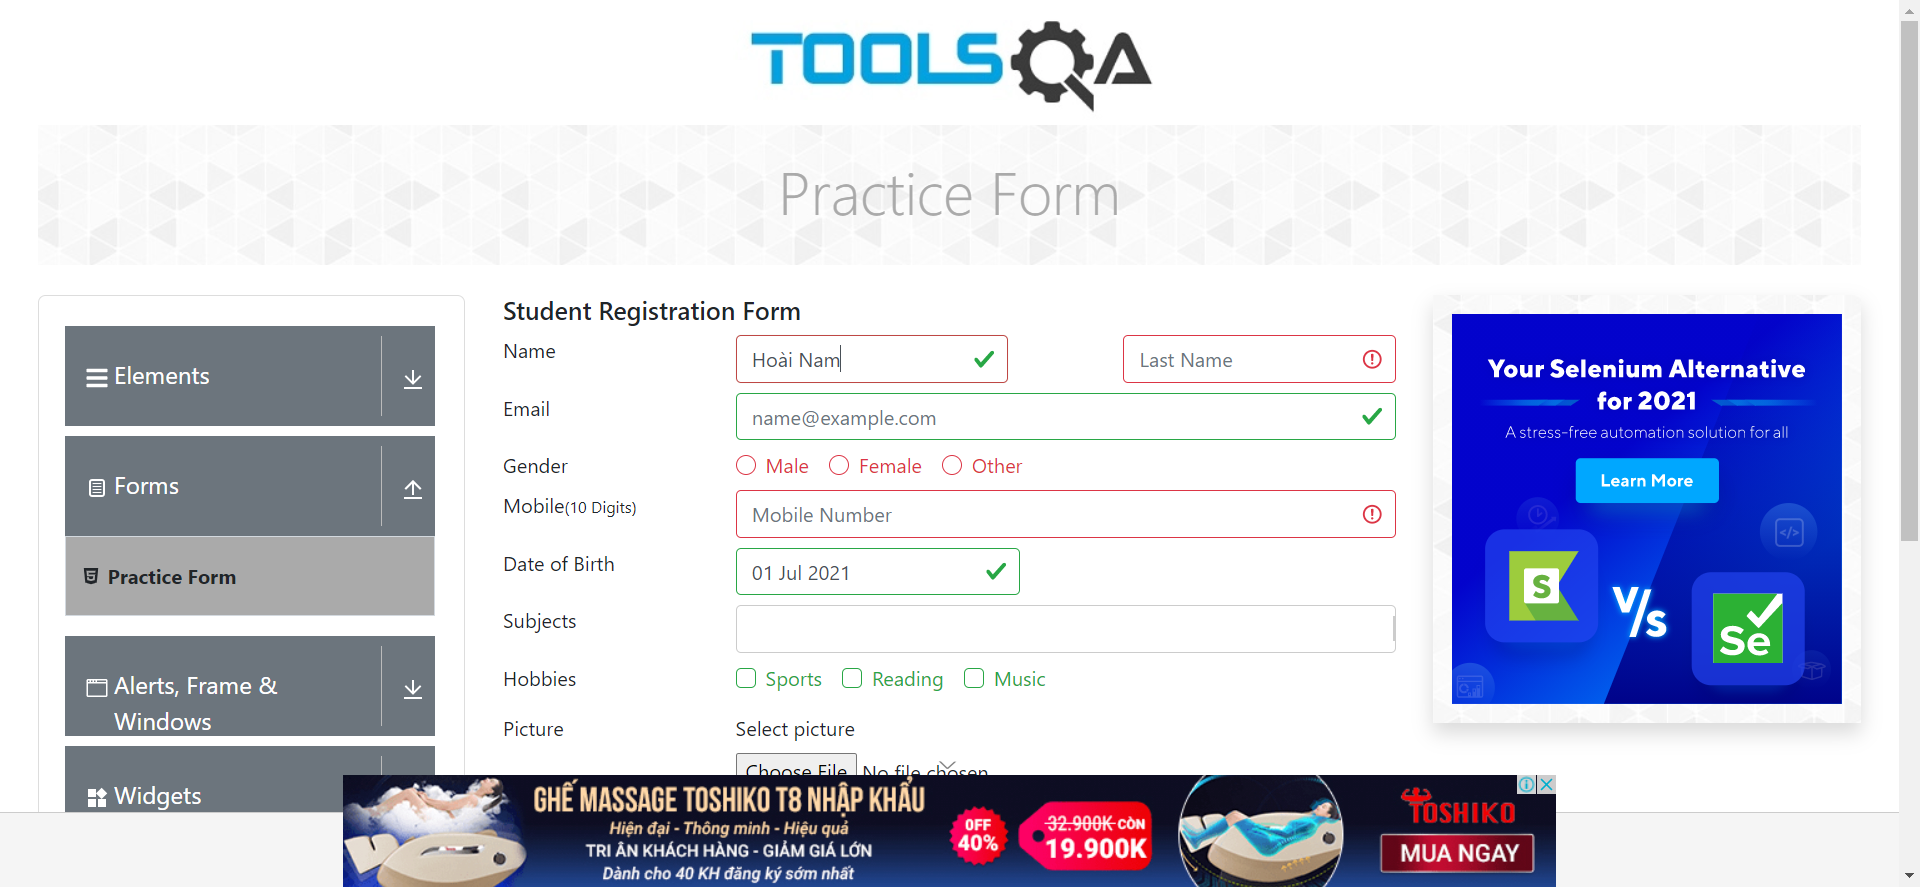 TOOLSQA
Practice Form
Elements
Forms
Practice Form
Alerts, Frame &
Windows
Widgets
Student Registration Form
Name
Hoài Nam
Last Name
Email
name@example.com
Gender
Male
Female
Other
Mobile(10 Digits)
Mobile Number
Date of Birth
01 Jul 2021
Subjects
Hobbies
Sports
Reading
Music
Picture
Select picture
Choose File
No file chosen
Your Selenium Alternative
for 2021
A stress-free automation solution for all
Learn More
S
V/s
Se
GHẾ MASSAGE TOSHIKO T8 NHẬP KHẨU
Hiện đại - Thông minh - Hiệu quả
TRI ÂN KHÁCH HÀNG - GIẢM GIÁ LỚN
Dành cho 40 KH đăng ký sớm nhất
OFF
40%
32.900K CÒN
19.900K
TOSHIKO
MUA NGAY